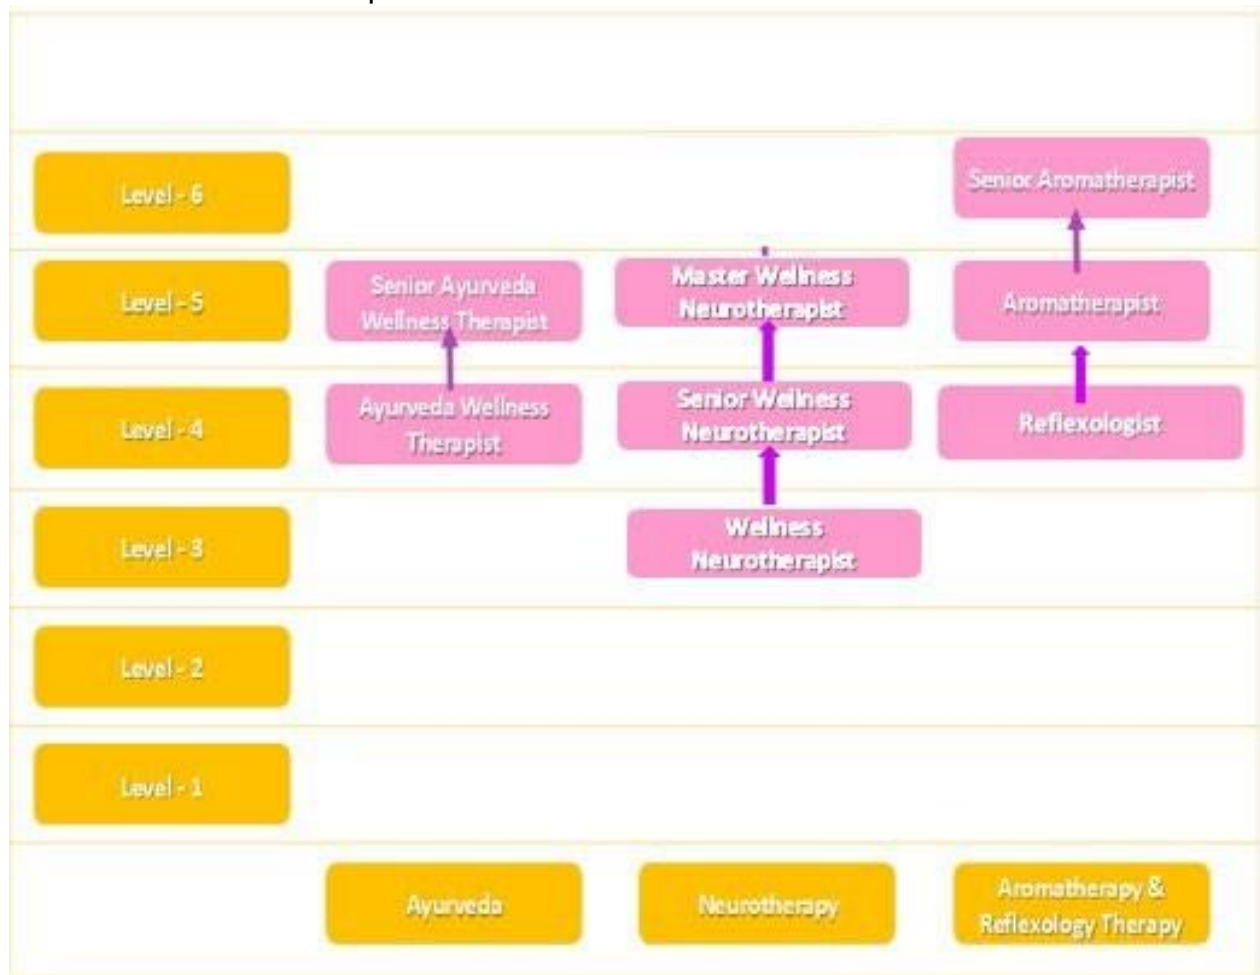 Level - 6
Senior Aromatherapist
Level - 5
Senior Ayurveda
Wellness Therapist
Master Wellness
Neurotherapist
Aromatherapist
Level - 4
Ayurveda Wellness
Therapist
Senior Wellness
Neurotherapist
Reflexologist
Level - 3
Wellness
Neurotherapist
Level - 2
Level - 1
Ayurveda
Neurotherapy
Aromatherapy &
Reflexology Therapy